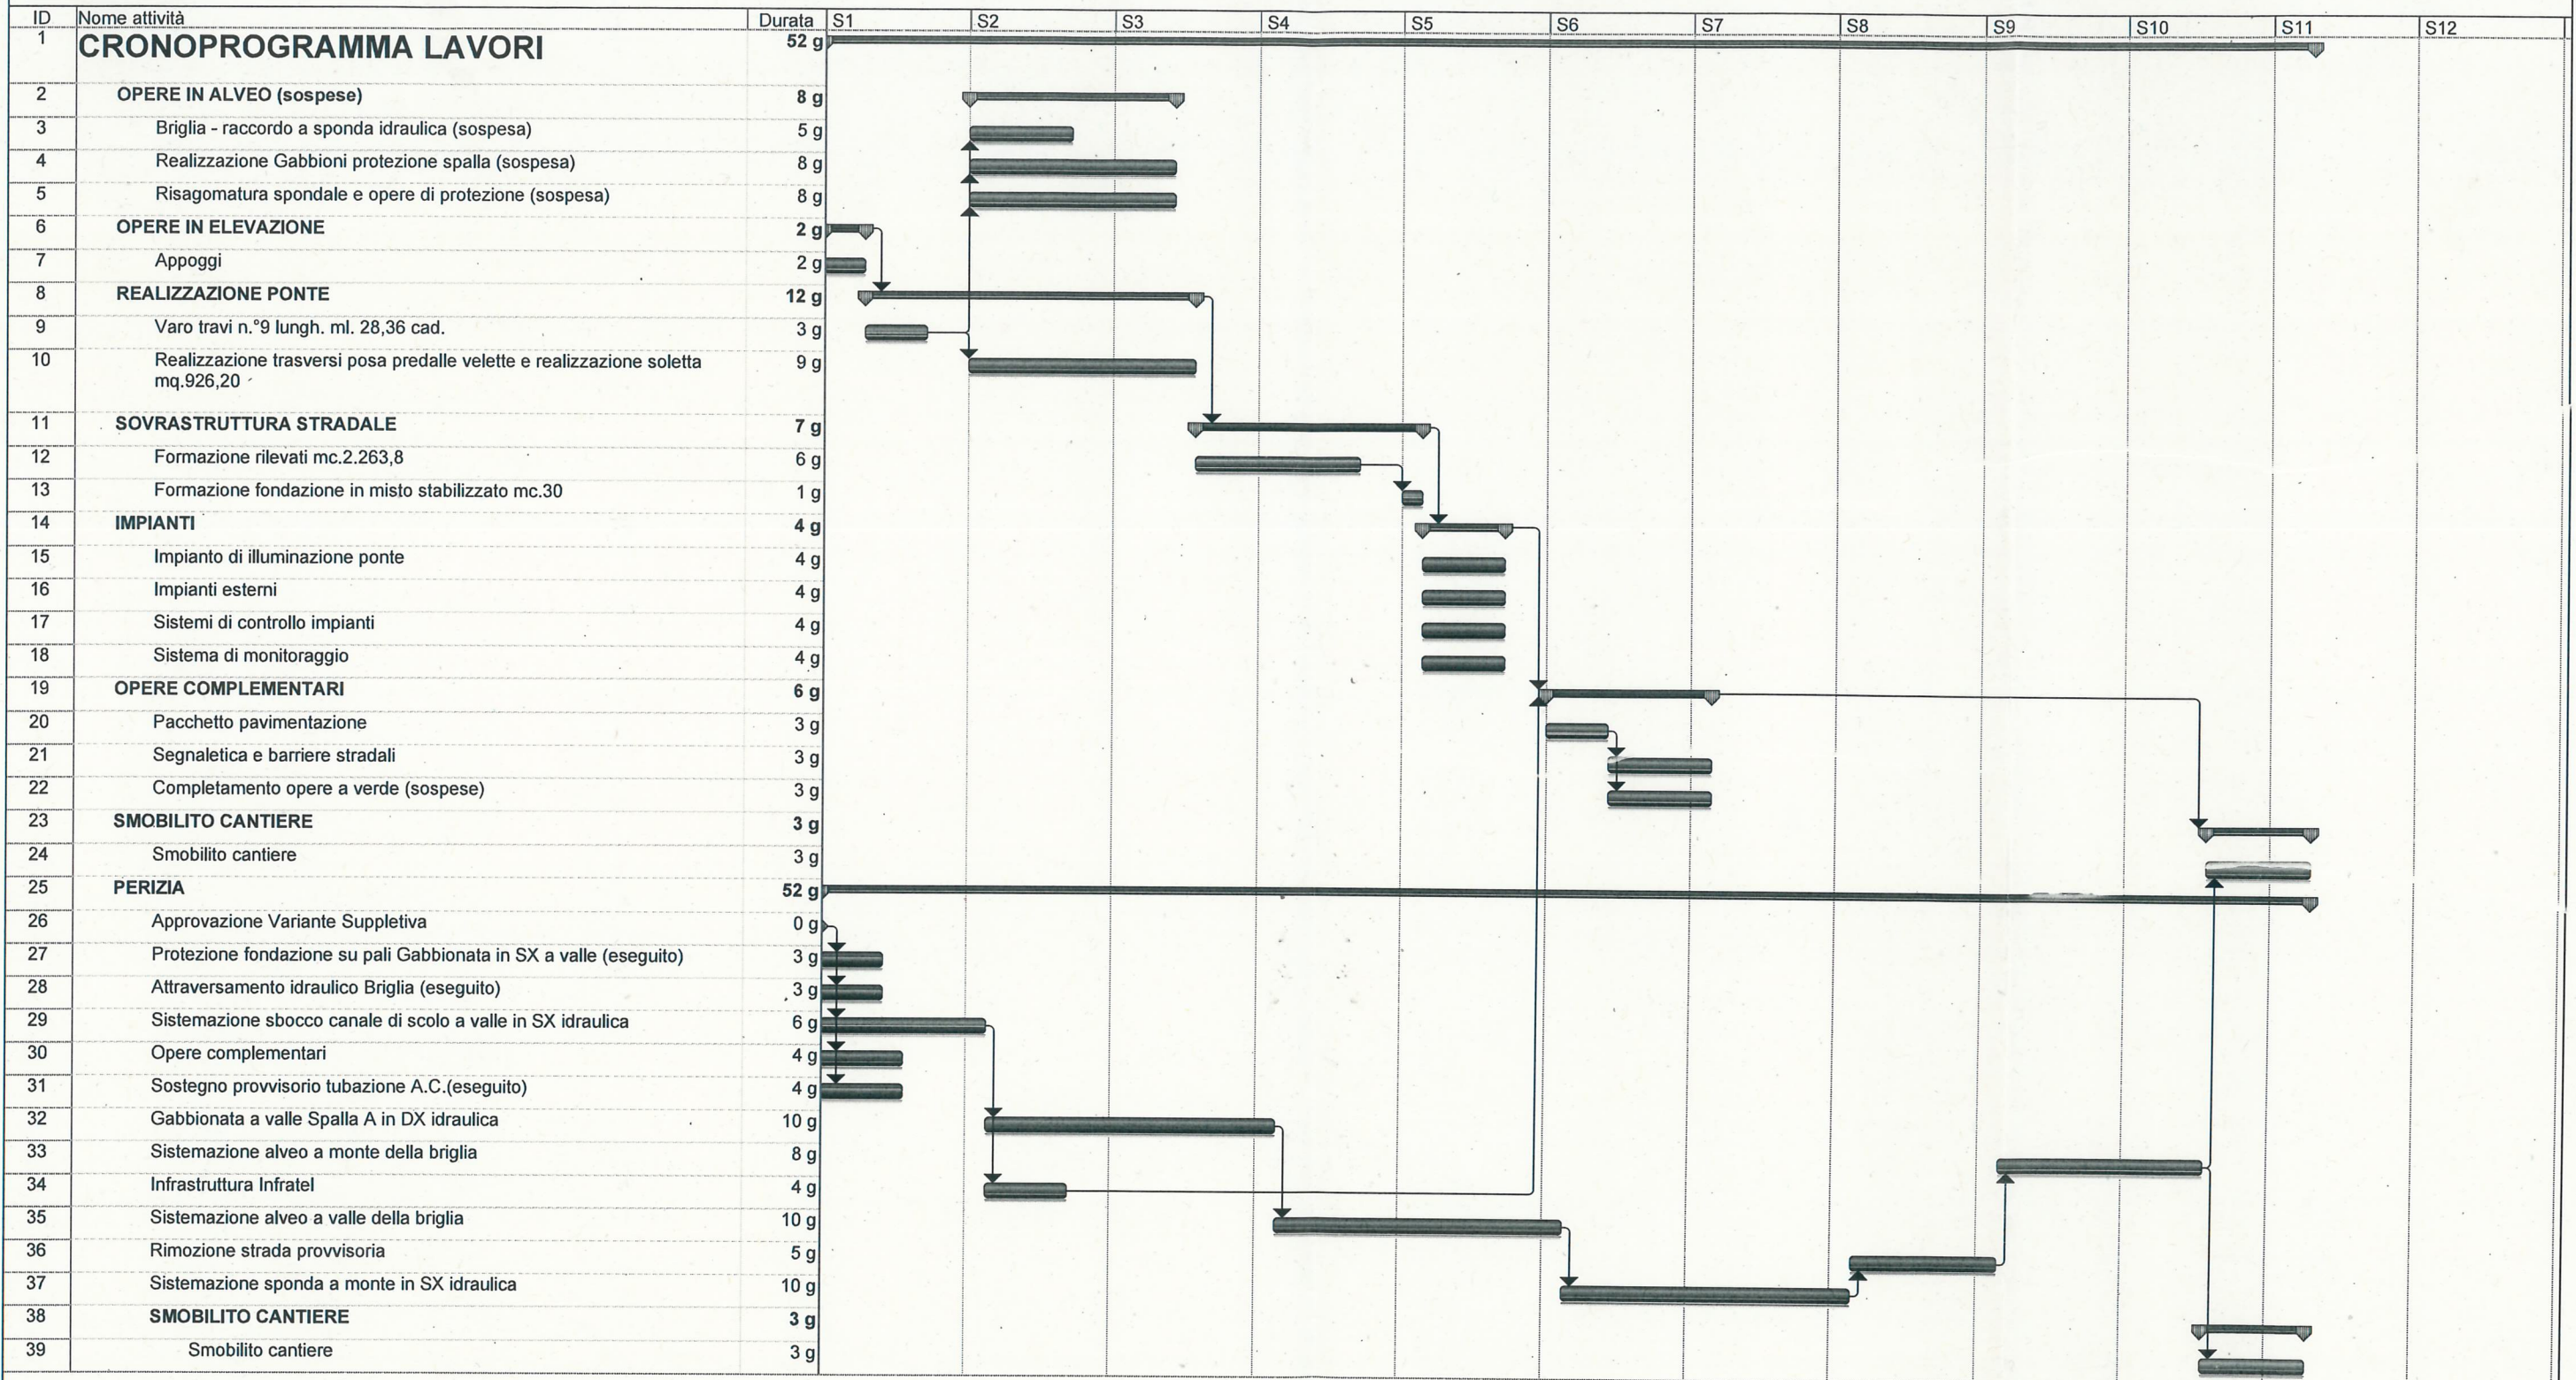 ID Nome attività Durata S1 S2 S3 S4 S5 S6 S7 S8 S9 S10 S11 S12
1 CRONOPROGRAMMA LAVORI 52 g
2 OPERE IN ALVEO (sospese) 8 g
3 Briglia - raccordo a sponda idraulica (sospesa) 5 g
4 Realizzazione Gabbioni protezione spalla (sospesa) 8 g
5 Risagomatura spondale e opere di protezione (sospesa) 8 g
6 OPERE IN ELEVAZIONE 2 g
7 Appoggi 2 g
8 REALIZZAZIONE PONTE 12 g
9 Varo travi n.°9 lungh. ml. 28,36 cad. 3 g
10 Realizzazione trasversi posa predalle velette e realizzazione soletta 9 g
mq.926,20
11 SOVRASTRUTTURA STRADALE 7 g
12 Formazione rilevati mc.2.263,8 6 g
13 Formazione fondazione in misto stabilizzato mc.30 1 g
14 IMPIANTI 4 g
15 Impianto di illuminazione ponte 4 g
16 Impianti esterni 4 g
17 Sistemi di controllo impianti 4 g
18 Sistema di monitoraggio 4 g
19 OPERE COMPLEMENTARI 6 g
20 Pacchetto pavimentazione 3 g
21 Segnaletica e barriere stradali 3 g
22 Completamento opere a verde (sospese) 3 g
23 SMOBILITO CANTIERE 3 g
24 Smobilito cantiere 3 g
25 PERIZIA 52 g
26 Approvazione Variante Suppletiva 0 g
27 Protezione fondazione su pali Gabbionata in SX a valle (eseguito) 3 g
28 Attraversamento idraulico Briglia (eseguito) 3 g
29 Sistemazione sbocco canale di scolo a valle in SX idraulica 6 g
30 Opere complementari 4 g
31 Sostegno provvisorio tubazione A.C.(eseguito) 4 g
32 Gabbionata a valle Spalla A in DX idraulica 10 g
33 Sistemazione alveo a monte della briglia 8 g
34 Infrastruttura Infratel 4 g
35 Sistemazione alveo a valle della briglia 10 g
36 Rimozione strada provvisoria 5 g
37 Sistemazione sponda a monte in SX idraulica 10 g
38 SMOBILITO CANTIERE 3 g
39 Smobilito cantiere 3 g